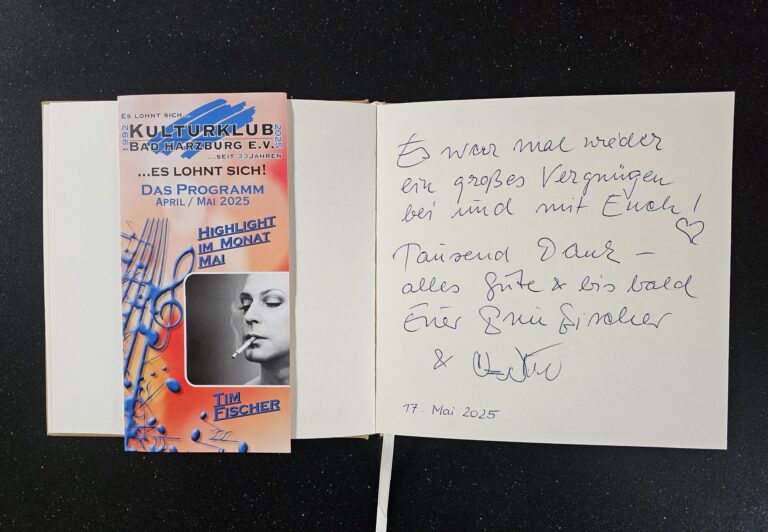 ES LOHNT SICH...
1992
KULTURKLUB
2025
BAD HARZBURG E.V.
...SEIT 33 JAHREN
...ES LOHNT SICH!
DAS PROGRAMM
APRIL / MAI 2025
HIGHLIGHT
IM MONAT
MAI
TIM
FISCHER
Es war mal wieder
ein großes Vergnügen
bei und mit Euch!
Tausend Dank –
alles Gute & bis bald
Euer Tim Fischer
&
17. Mai 2025